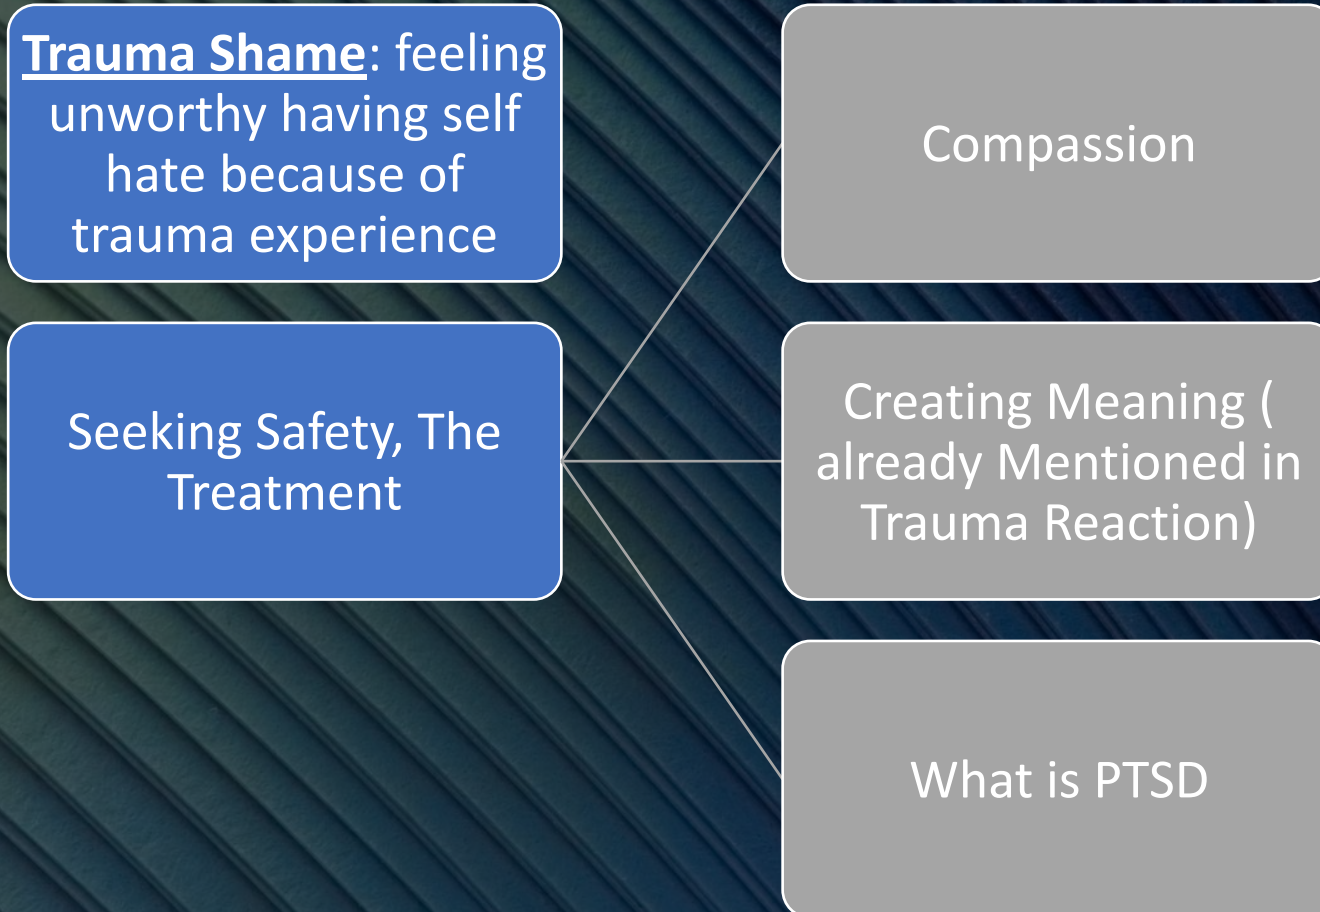 Trauma Shame: feeling
unworthy having self
hate because of
trauma experience
Seeking Safety, The
Treatment
Compassion
Creating Meaning (
already Mentioned in
Trauma Reaction)
What is PTSD